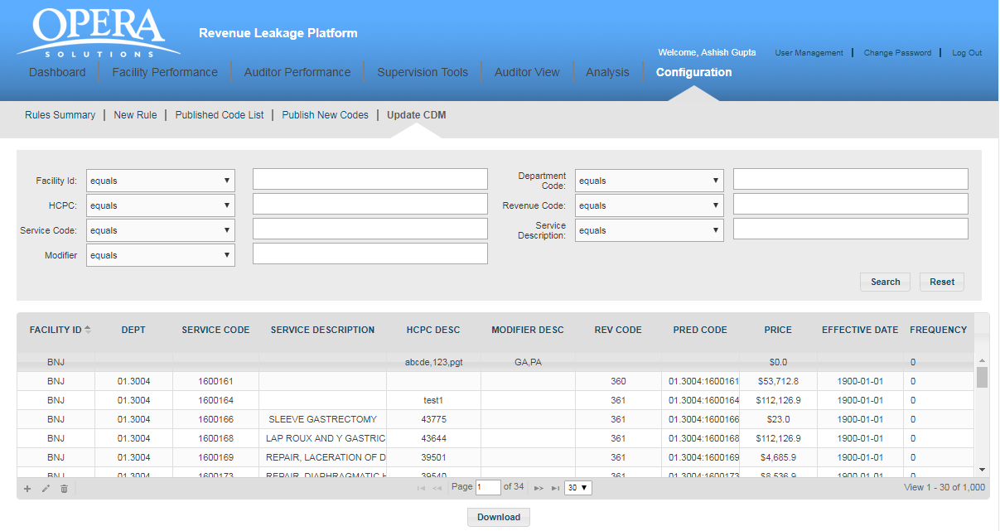 OPERA
SOLUTIONS
Revenue Leakage Platform
Welcome, Ashish Gupta User Management | Change Password | Log Out
Dashboard Facility Performance Auditor Performance Supervision Tools Auditor View Analysis Configuration
Rules Summary | New Rule | Published Code List | Publish New Codes | Update CDM
Facility Id: equals
Department Code: equals
HCPC: equals
Revenue Code: equals
Service Code: equals
Service Description: equals
Modifier equals
Search Reset
FACILITY ID DEPT SERVICE CODE SERVICE DESCRIPTION HCPC DESC MODIFIER DESC REV CODE PRED CODE PRICE EFFECTIVE DATE FREQUENCY
BNJ abcde,123,pgt GA,PA $0.0 0
BNJ 01.3004 1600161 360 01.3004:1600161 $53,712.8 1900-01-01 0
BNJ 01.3004 1600164 test1 361 01.3004:1600164 $112,126.9 1900-01-01 0
BNJ 01.3004 1600166 SLEEVE GASTRECTOMY 43775 361 01.3004:1600166 $23.0 1900-01-01 0
BNJ 01.3004 1600168 LAP ROUX AND Y GASTRIC 43644 361 01.3004:1600168 $112,126.9 1900-01-01 0
BNJ 01.3004 1600169 REPAIR, LACERATION OF D 39501 361 01.3004:1600169 $4,685.9 1900-01-01 0
BNJ 01.3004 1600173 REPAIR, DIAPHRAGMATIC H 39540 361 01.3004:1600173 $8,536.9 1900-01-01 0
Page 1 of 34 30 View 1 - 30 of 1,000
Download